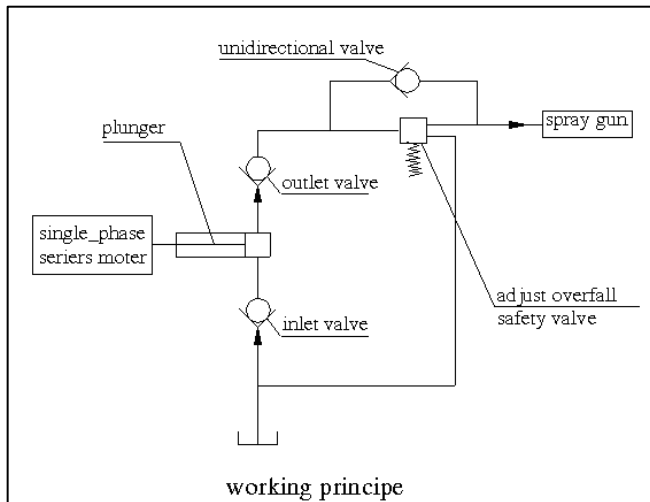 unidirectional valve
plunger
spray gun
outlet valve
single_phase
seriers moter
adjust overfall
safety valve
inlet valve
working principe